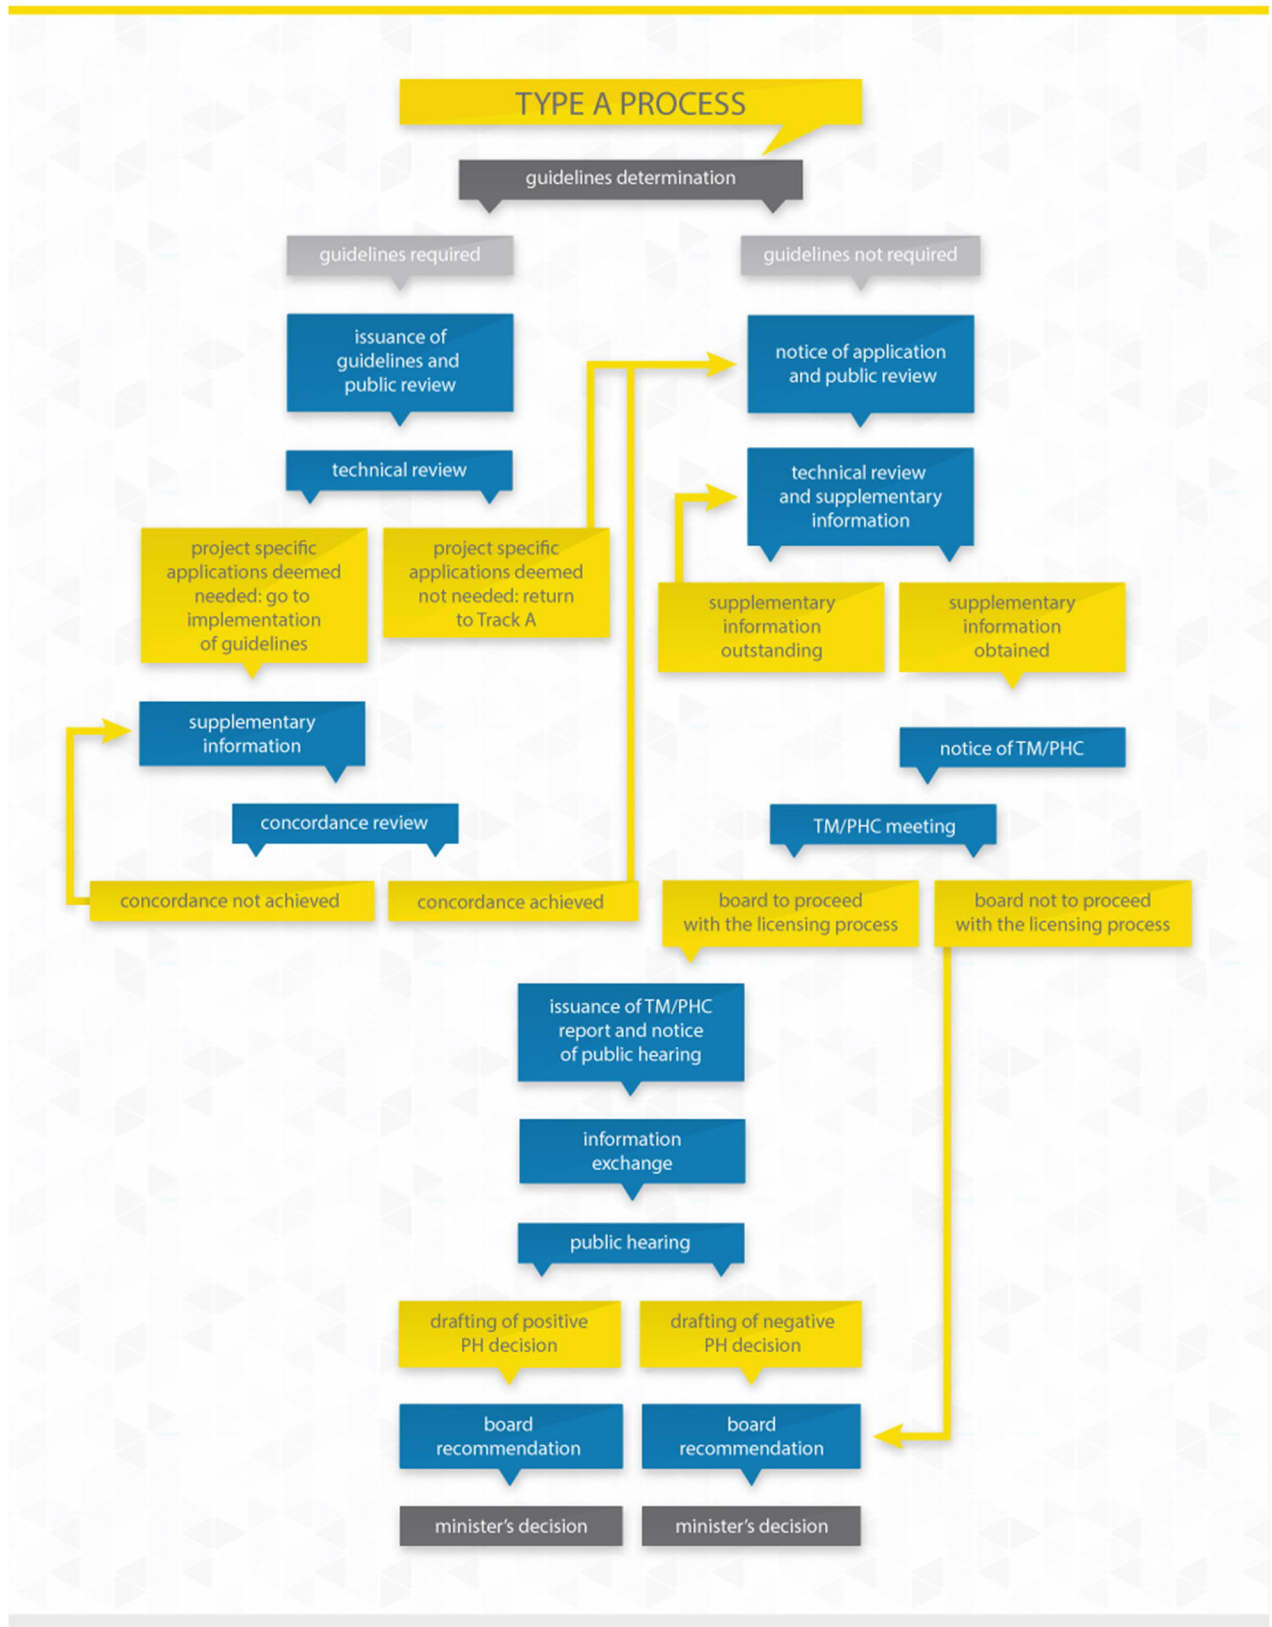 TYPE A PROCESS
guidelines determination
guidelines required
guidelines not required
issuance of
guidelines and
public review
notice of application
and public review
technical review
technical review
and supplementary
information
project specific
applications deemed
needed: go to
implementation
of guidelines
project specific
applications deemed
not needed: return
to Track A
supplementary
information
outstanding
supplementary
information
obtained
supplementary
information
notice of TM/PHC
concordance review
TM/PHC meeting
concordance not achieved
concordance achieved
board to proceed
with the licensing process
board not to proceed
with the licensing process
issuance of TM/PHC
report and notice
of public hearing
information
exchange
public hearing
drafting of positive
PH decision
drafting of negative
PH decision
board
recommendation
board
recommendation
minister's decision
minister's decision